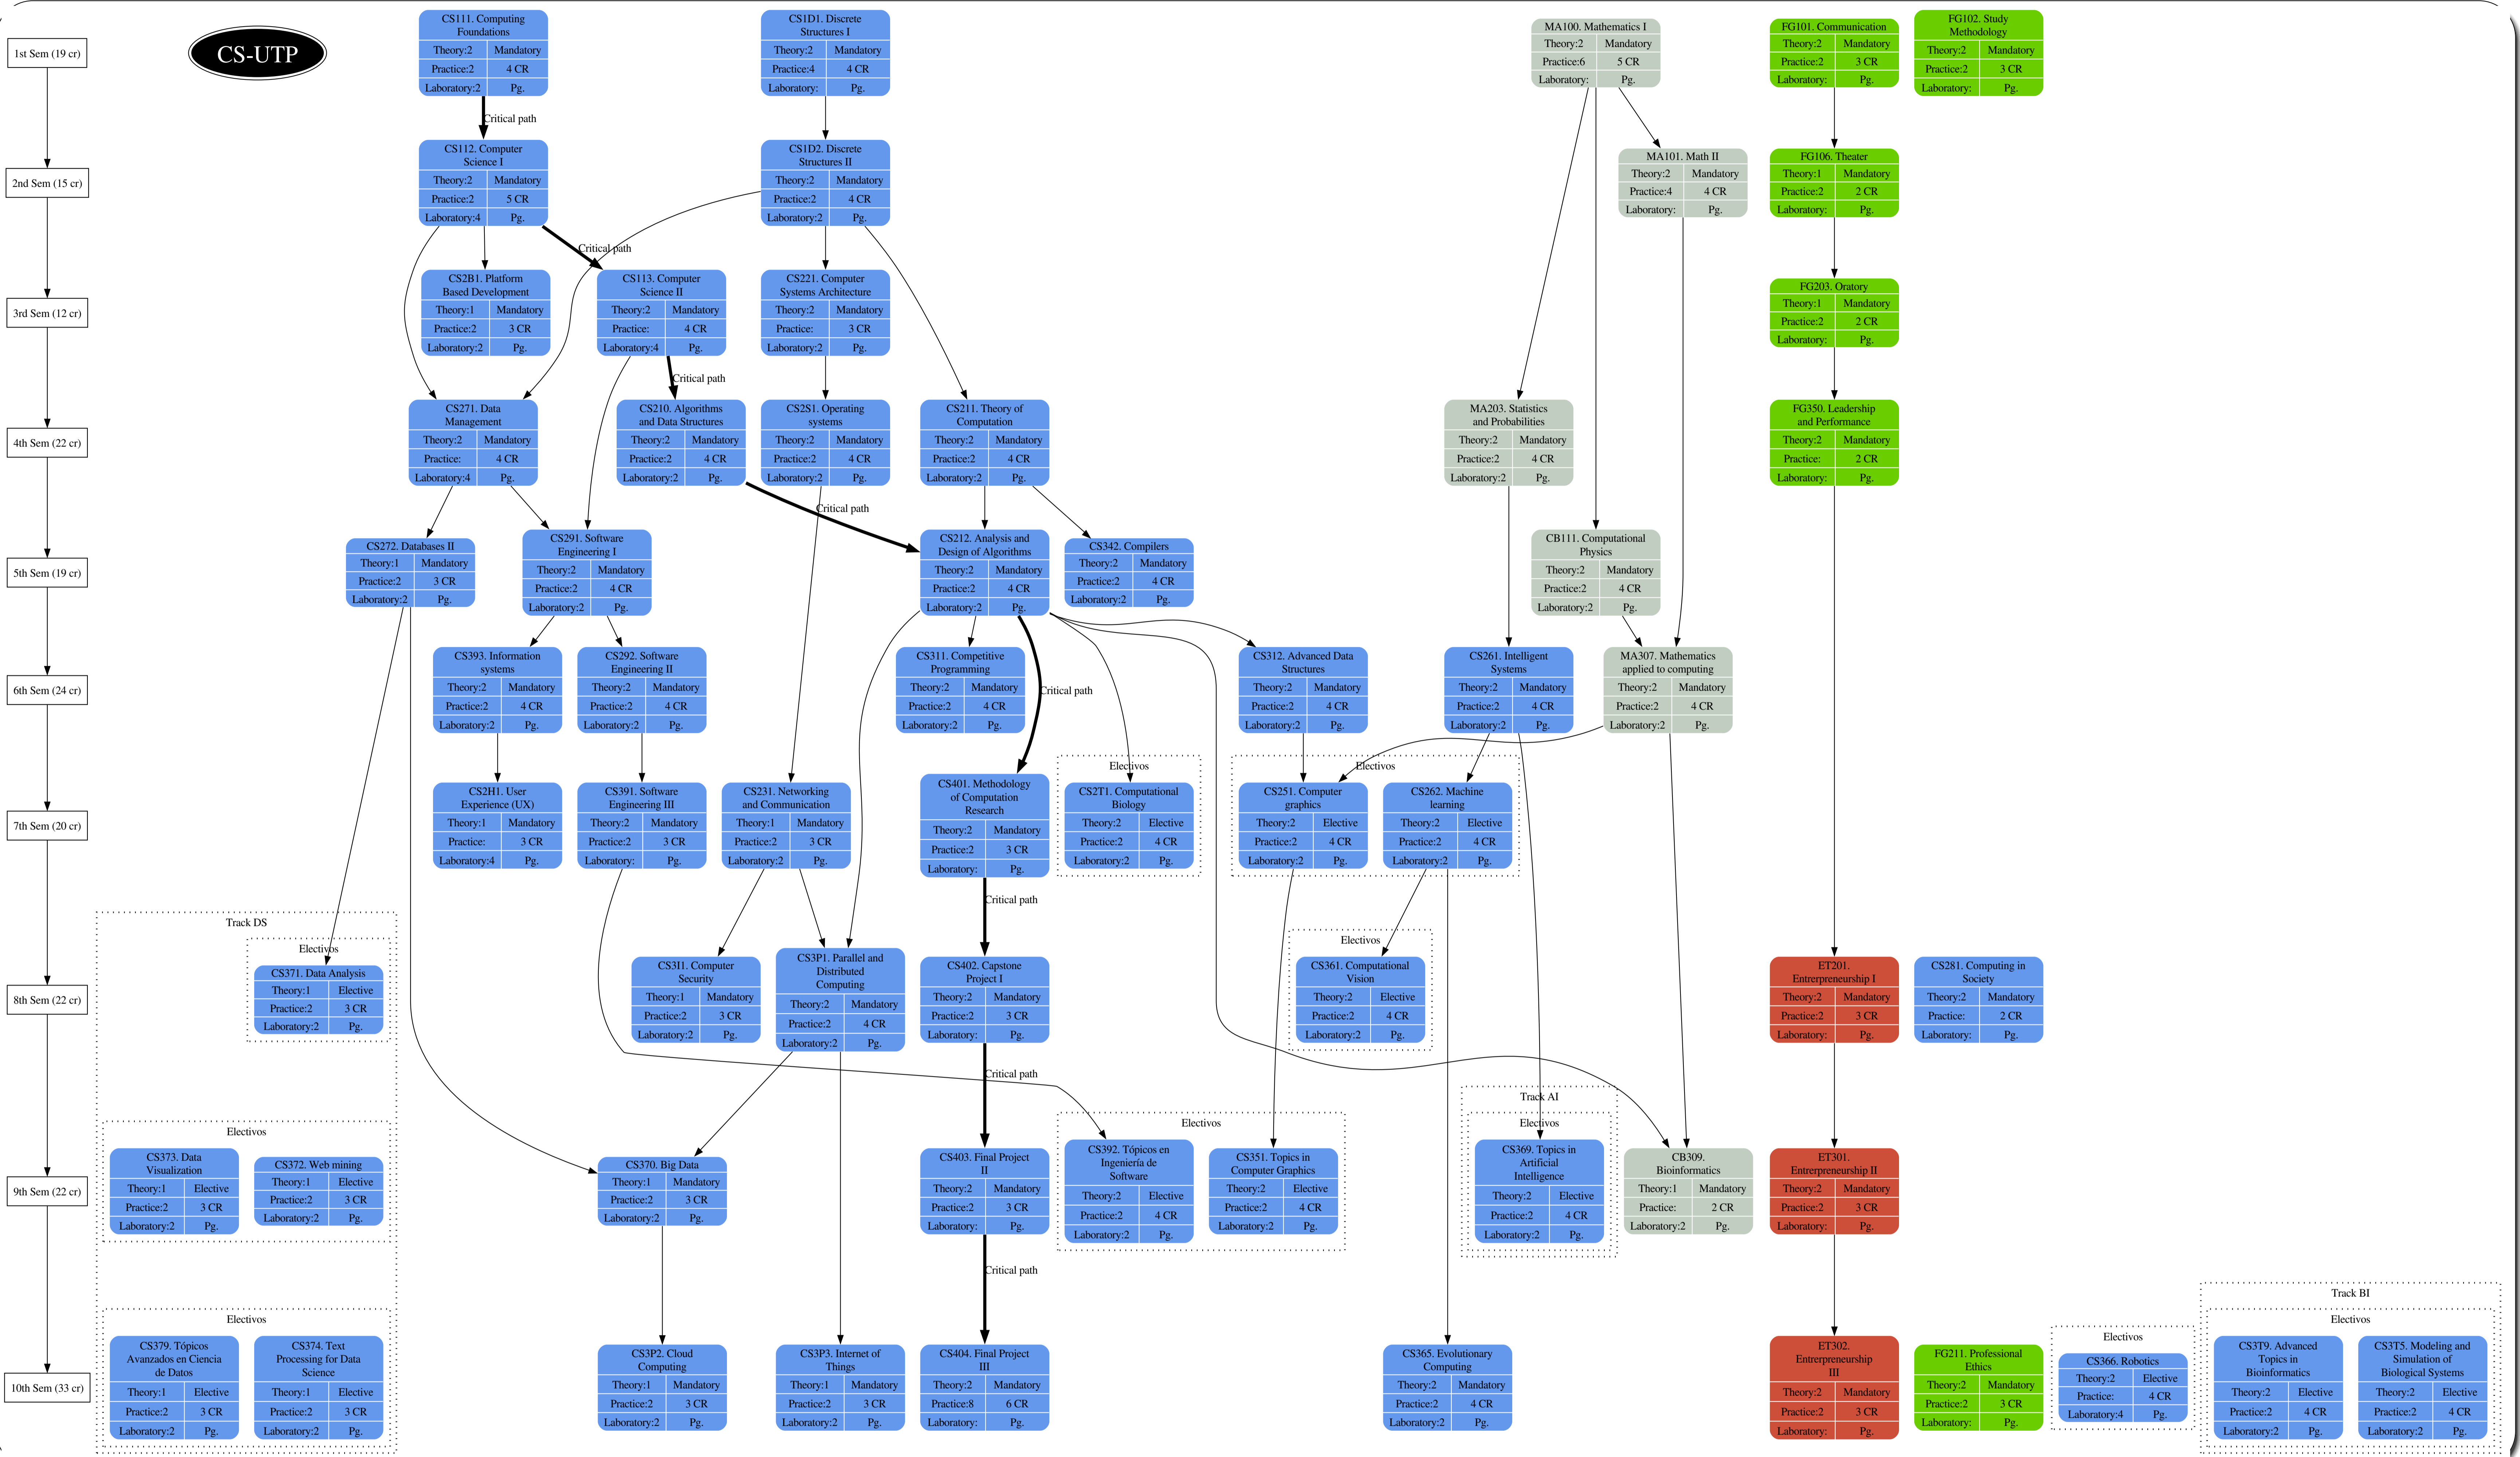 CS-UTP
1st Sem (19 cr)
CS111. Computing
Foundations
Theory:2 Mandatory
Practice:2 4 CR
Laboratory:2 Pg.
CS1D1. Discrete
Structures I
Theory:2 Mandatory
Practice:4 4 CR
Laboratory: Pg.
MA100. Mathematics I
Theory:2 Mandatory
Practice:6 5 CR
Laboratory: Pg.
FG101. Communication
Theory:2 Mandatory
Practice:2 3 CR
Laboratory: Pg.
FG102. Study
Methodology
Theory:2 Mandatory
Practice:2 3 CR
Laboratory: Pg.
Critical path
2nd Sem (15 cr)
CS112. Computer
Science I
Theory:2 Mandatory
Practice:2 5 CR
Laboratory:4 Pg.
CS1D2. Discrete
Structures II
Theory:2 Mandatory
Practice:2 4 CR
Laboratory:2 Pg.
MA101. Math II
Theory:2 Mandatory
Practice:4 4 CR
Laboratory: Pg.
FG106. Theater
Theory:1 Mandatory
Practice:2 2 CR
Laboratory: Pg.
Critical path
3rd Sem (12 cr)
CS2B1. Platform
Based Development
Theory:1 Mandatory
Practice:2 3 CR
Laboratory:2 Pg.
CS113. Computer
Science II
Theory:2 Mandatory
Practice: 4 CR
Laboratory:4 Pg.
CS221. Computer
Systems Architecture
Theory:2 Mandatory
Practice: 3 CR
Laboratory:2 Pg.
FG203. Oratory
Theory:1 Mandatory
Practice:2 2 CR
Laboratory: Pg.
Critical path
4th Sem (22 cr)
CS271. Data
Management
Theory:2 Mandatory
Practice: 4 CR
Laboratory:4 Pg.
CS210. Algorithms
and Data Structures
Theory:2 Mandatory
Practice:2 4 CR
Laboratory:2 Pg.
CS2S1. Operating
systems
Theory:2 Mandatory
Practice:2 4 CR
Laboratory:2 Pg.
CS211. Theory of
Computation
Theory:2 Mandatory
Practice:2 4 CR
Laboratory:2 Pg.
MA203. Statistics
and Probabilities
Theory:2 Mandatory
Practice:2 4 CR
Laboratory:2 Pg.
FG350. Leadership
and Performance
Theory:2 Mandatory
Practice: 2 CR
Laboratory: Pg.
Critical path
5th Sem (19 cr)
CS272. Databases II
Theory:1 Mandatory
Practice:2 3 CR
Laboratory:2 Pg.
CS291. Software
Engineering I
Theory:2 Mandatory
Practice:2 4 CR
Laboratory:2 Pg.
CS212. Analysis and
Design of Algorithms
Theory:2 Mandatory
Practice:2 4 CR
Laboratory:2 Pg.
CS342. Compilers
Theory:2 Mandatory
Practice:2 4 CR
Laboratory:2 Pg.
CB111. Computational
Physics
Theory:2 Mandatory
Practice:2 4 CR
Laboratory:2 Pg.
6th Sem (24 cr)
CS393. Information
systems
Theory:2 Mandatory
Practice:2 4 CR
Laboratory:2 Pg.
CS292. Software
Engineering II
Theory:2 Mandatory
Practice:2 4 CR
Laboratory:2 Pg.
CS311. Competitive
Programming
Theory:2 Mandatory
Practice:2 4 CR
Laboratory:2 Pg.
Critical path
CS312. Advanced Data
Structures
Theory:2 Mandatory
Practice:2 4 CR
Laboratory:2 Pg.
CS261. Intelligent
Systems
Theory:2 Mandatory
Practice:2 4 CR
Laboratory:2 Pg.
MA307. Mathematics
applied to computing
Theory:2 Mandatory
Practice:2 4 CR
Laboratory:2 Pg.
7th Sem (20 cr)
CS2H1. User
Experience (UX)
Theory:1 Mandatory
Practice: 3 CR
Laboratory:4 Pg.
CS391. Software
Engineering III
Theory:2 Mandatory
Practice:2 3 CR
Laboratory: Pg.
CS231. Networking
and Communication
Theory:1 Mandatory
Practice:2 3 CR
Laboratory:2 Pg.
CS401. Methodology
of Computation
Research
Theory:2 Mandatory
Practice:2 3 CR
Laboratory: Pg.
Electivos
CS2T1. Computational
Biology
Theory:2 Elective
Practice:2 4 CR
Laboratory:2 Pg.
Electivos
CS251. Computer
graphics
Theory:2 Elective
Practice:2 4 CR
Laboratory:2 Pg.
CS262. Machine
learning
Theory:2 Elective
Practice:2 4 CR
Laboratory:2 Pg.
Critical path
8th Sem (22 cr)
Track DS
Electivos
CS371. Data Analysis
Theory:1 Elective
Practice:2 3 CR
Laboratory:2 Pg.
CS3I1. Computer
Security
Theory:1 Mandatory
Practice:2 3 CR
Laboratory:2 Pg.
CS3P1. Parallel and
Distributed
Computing
Theory:2 Mandatory
Practice:2 4 CR
Laboratory:2 Pg.
CS402. Capstone
Project I
Theory:2 Mandatory
Practice:2 3 CR
Laboratory: Pg.
Electivos
CS361. Computational
Vision
Theory:2 Elective
Practice:2 4 CR
Laboratory:2 Pg.
ET201.
Entrerpreneurship I
Theory:2 Mandatory
Practice:2 3 CR
Laboratory: Pg.
CS281. Computing in
Society
Theory:2 Mandatory
Practice: 2 CR
Laboratory: Pg.
Critical path
9th Sem (22 cr)
Electivos
CS373. Data
Visualization
Theory:1 Elective
Practice:2 3 CR
Laboratory:2 Pg.
CS372. Web mining
Theory:1 Elective
Practice:2 3 CR
Laboratory:2 Pg.
CS370. Big Data
Theory:1 Mandatory
Practice:2 3 CR
Laboratory:2 Pg.
CS403. Final Project
II
Theory:2 Mandatory
Practice:2 3 CR
Laboratory: Pg.
Electivos
CS392. Tópicos en
Ingeniería de
Software
Theory:2 Elective
Practice:2 4 CR
Laboratory:2 Pg.
CS351. Topics in
Computer Graphics
Theory:2 Elective
Practice:2 4 CR
Laboratory:2 Pg.
Track AI
Electivos
CS369. Topics in
Artificial
Intelligence
Theory:2 Elective
Practice:2 4 CR
Laboratory:2 Pg.
CB309.
Bioinformatics
Theory:1 Mandatory
Practice: 2 CR
Laboratory:2 Pg.
ET301.
Entrerpreneurship II
Theory:2 Mandatory
Practice:2 3 CR
Laboratory: Pg.
Critical path
10th Sem (33 cr)
Electivos
CS379. Tópicos
Avanzados en Ciencia
de Datos
Theory:1 Elective
Practice:2 3 CR
Laboratory:2 Pg.
CS374. Text
Processing for Data
Science
Theory:1 Elective
Practice:2 3 CR
Laboratory:2 Pg.
CS3P2. Cloud
Computing
Theory:1 Mandatory
Practice:2 3 CR
Laboratory:2 Pg.
CS3P3. Internet of
Things
Theory:1 Mandatory
Practice:2 3 CR
Laboratory:2 Pg.
CS404. Final Project
III
Theory:2 Mandatory
Practice:8 6 CR
Laboratory: Pg.
CS365. Evolutionary
Computing
Theory:2 Mandatory
Practice:2 4 CR
Laboratory:2 Pg.
ET302.
Entrerpreneurship
III
Theory:2 Mandatory
Practice:2 3 CR
Laboratory: Pg.
FG211. Professional
Ethics
Theory:2 Mandatory
Practice:2 3 CR
Laboratory: Pg.
Electivos
CS366. Robotics
Theory:2 Elective
Practice: 4 CR
Laboratory:4 Pg.
Track BI
Electivos
CS3T9. Advanced
Topics in
Bioinformatics
Theory:2 Elective
Practice:2 4 CR
Laboratory:2 Pg.
CS3T5. Modeling and
Simulation of
Biological Systems
Theory:2 Elective
Practice:2 4 CR
Laboratory:2 Pg.